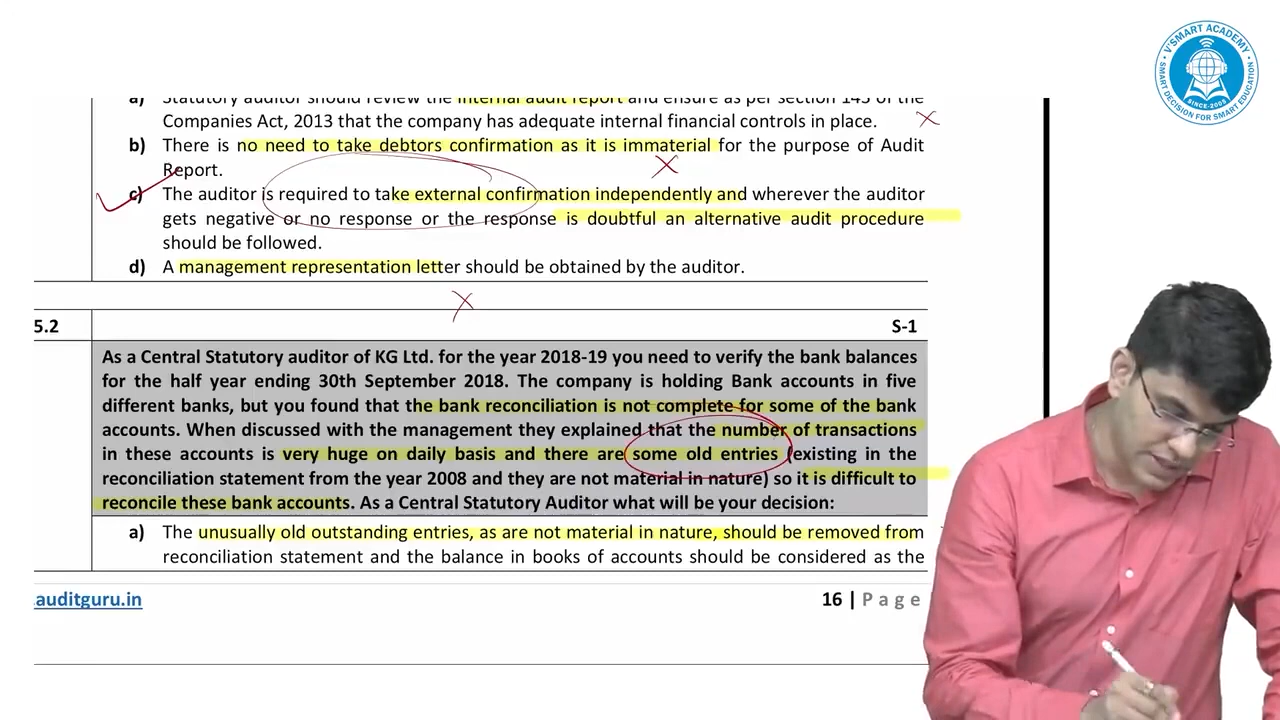 V'SMART ACADEMY
SMART DECISION FOR SMART EDUCATION
SINCE-2005
a) Statutory auditor should review the internal audit report and ensure as per section 143 of the
Companies Act, 2013 that the company has adequate internal financial controls in place.
b) There is no need to take debtors confirmation as it is immaterial for the purpose of Audit
Report.
c) The auditor is required to take external confirmation independently and wherever the auditor
gets negative or no response or the response is doubtful an alternative audit procedure
should be followed.
d) A management representation letter should be obtained by the auditor.
5.2 S-1
As a Central Statutory auditor of KG Ltd. for the year 2018-19 you need to verify the bank balances
for the half year ending 30th September 2018. The company is holding Bank accounts in five
different banks, but you found that the bank reconciliation is not complete for some of the bank
accounts. When discussed with the management they explained that the number of transactions
in these accounts is very huge on daily basis and there are some old entries (existing in the
reconciliation statement from the year 2008 and they are not material in nature) so it is difficult to
reconcile these bank accounts. As a Central Statutory Auditor what will be your decision:
a) The unusually old outstanding entries, as are not material in nature, should be removed from
reconciliation statement and the balance in books of accounts should be considered as the
.auditguru.in 16 | Page